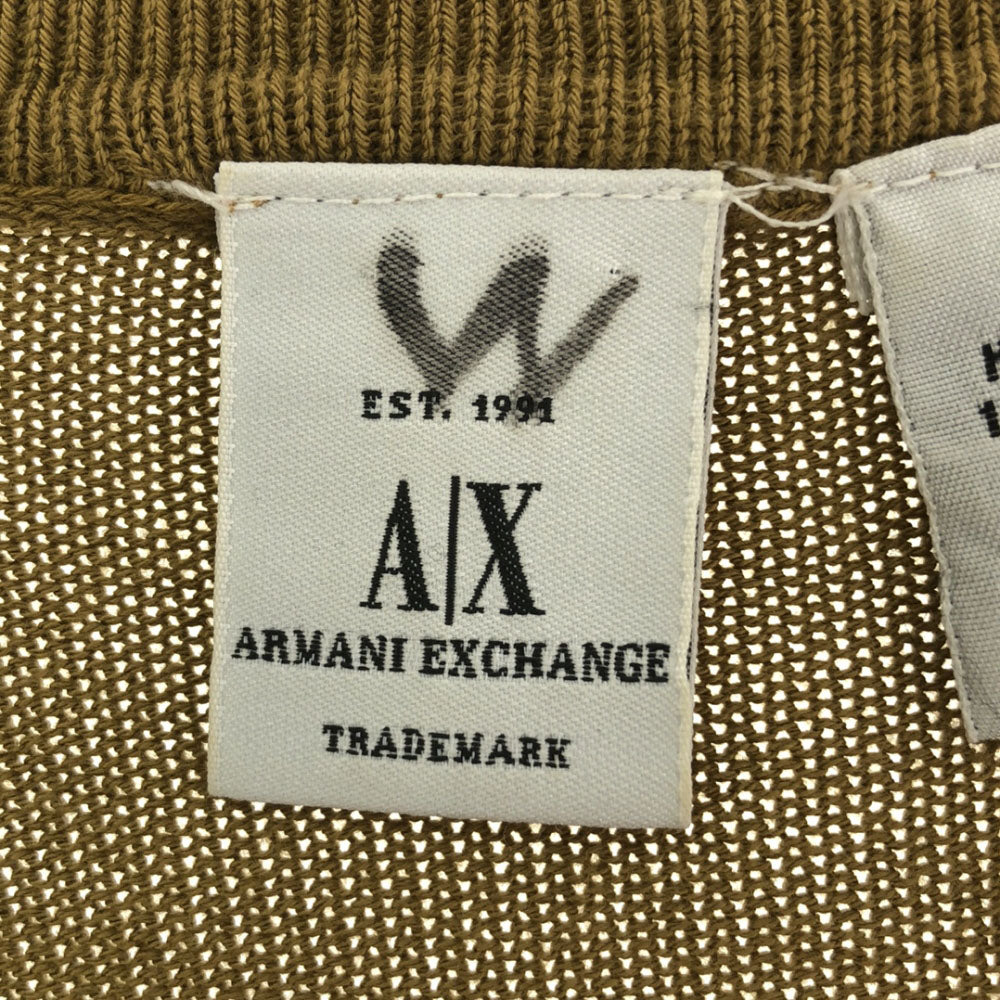 W
EST. 1991
A|X
ARMANI EXCHANGE
TRADEMARK